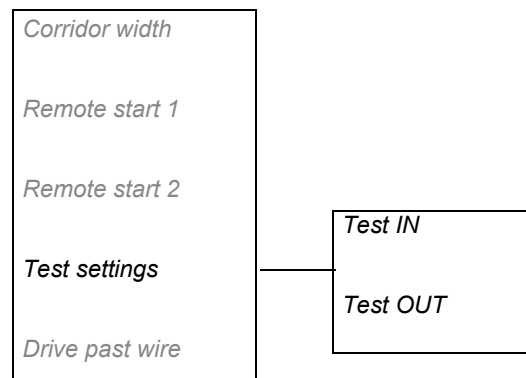 Corridor width
Remote start 1
Remote start 2
Test settings
Drive past wire
Test IN
Test OUT